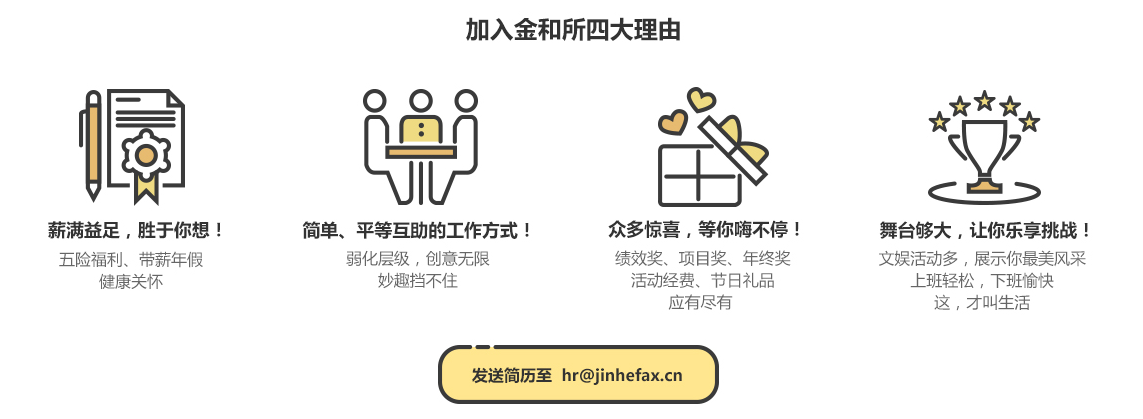 加入金和所四大理由
薪满益足，胜于你想！
五险福利、带薪年假
健康关怀
简单、平等互助的工作方式！
弱化层级，创意无限
妙趣挡不住
众多惊喜，等你嗨不停！
绩效奖、项目奖、年终奖
活动经费、节日礼品
应有尽有
舞台够大，让你乐享挑战！
文娱活动多，展示你最美风采
上班轻松，下班愉快
这，才叫生活
发送简历至 hr@jinhefax.cn